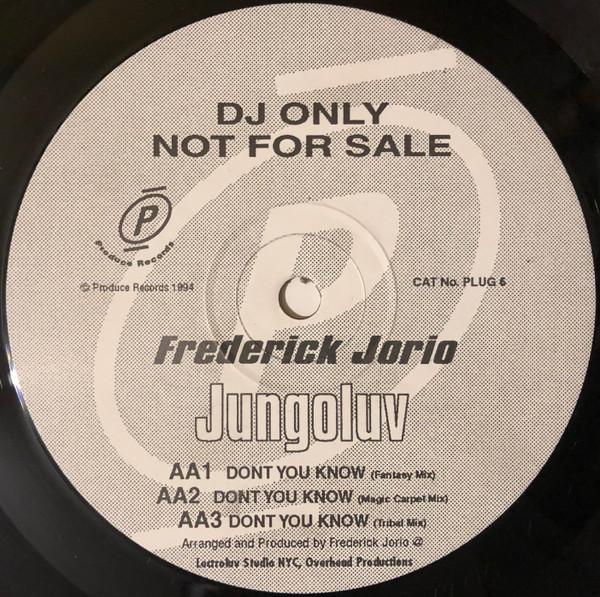 DJ ONLY
NOT FOR SALE
P
Produce Records
© Produce Records 1994
CAT No. PLUG 6
Frederick Jorio
Jungoluv
AA1 DONT YOU KNOW (Fantasy Mix)
AA2 DONT YOU KNOW (Magic Carpet Mix)
AA3 DONT YOU KNOW (Tribal Mix)
Arranged and Produced by Frederick Jorio @
Lectroluv Studio NYC, Overhead Productions